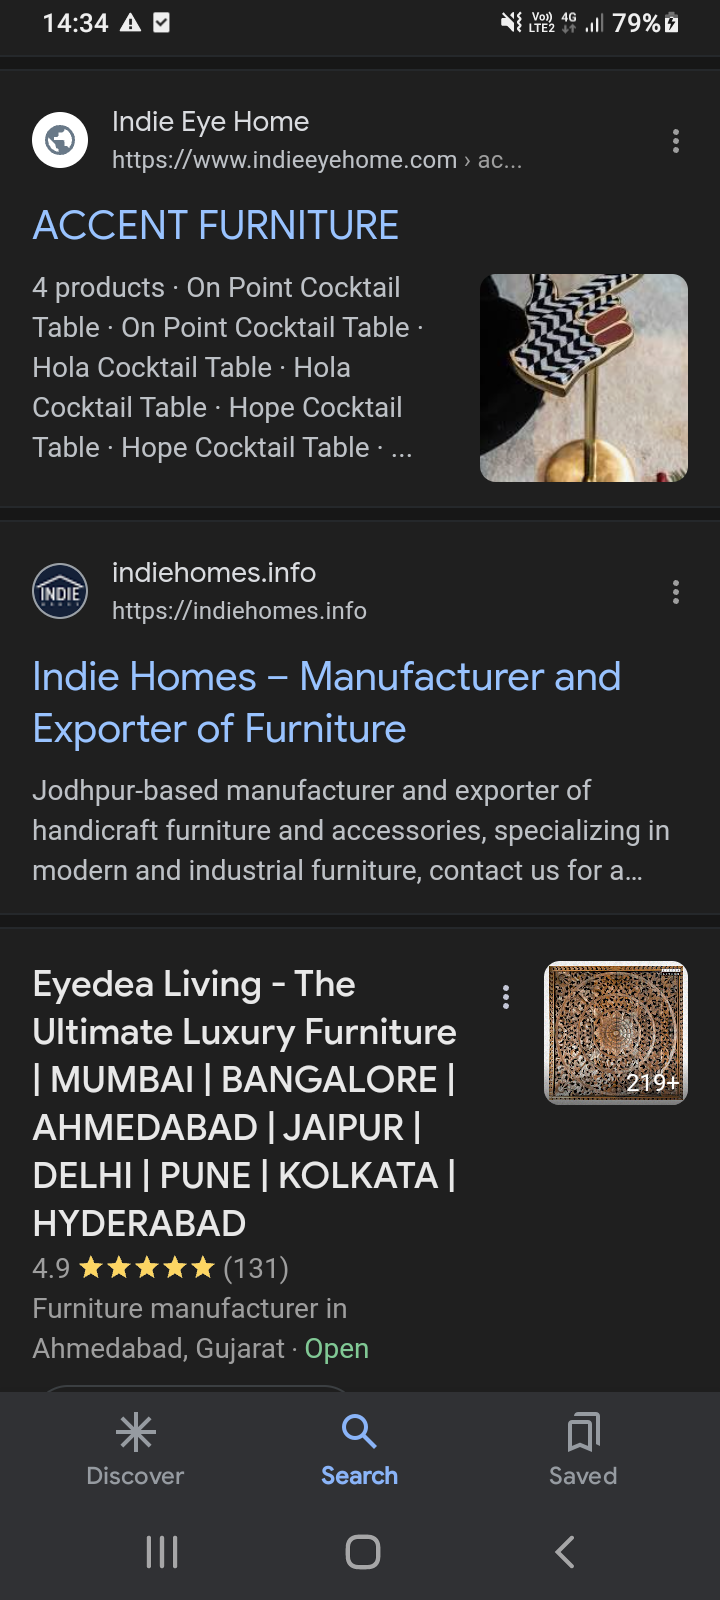 14:34
Vo)) 4G
LTE2
79%
Indie Eye Home
https://www.indieeyehome.com › ac...
ACCENT FURNITURE
4 products · On Point Cocktail
Table · On Point Cocktail Table ·
Hola Cocktail Table · Hola
Cocktail Table · Hope Cocktail
Table · Hope Cocktail Table · ...
INDIE
indiehomes.info
https://indiehomes.info
Indie Homes – Manufacturer and
Exporter of Furniture
Jodhpur-based manufacturer and exporter of
handicraft furniture and accessories, specializing in
modern and industrial furniture, contact us for a...
Eyedea Living - The
Ultimate Luxury Furniture
| MUMBAI | BANGALORE |
AHMEDABAD | JAIPUR |
DELHI | PUNE | KOLKATA |
HYDERABAD
219+
4.9 ★★★★★ (131)
Furniture manufacturer in
Ahmedabad, Gujarat · Open
Discover Search Saved